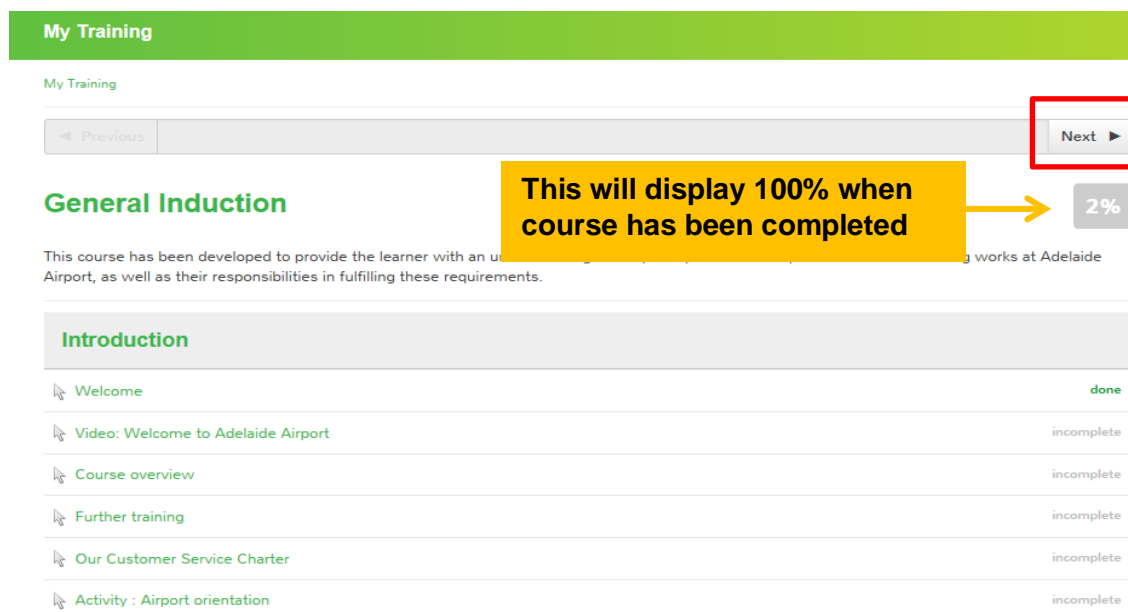 My Training
My Training
◄ Previous
Next ►
General Induction
This will display 100% when
course has been completed
2%
This course has been developed to provide the learner with an works at Adelaide
Airport, as well as their responsibilities in fulfilling these requirements.
Introduction
Welcome
done
Video: Welcome to Adelaide Airport
incomplete
Course overview
incomplete
Further training
incomplete
Our Customer Service Charter
incomplete
Activity : Airport orientation
incomplete